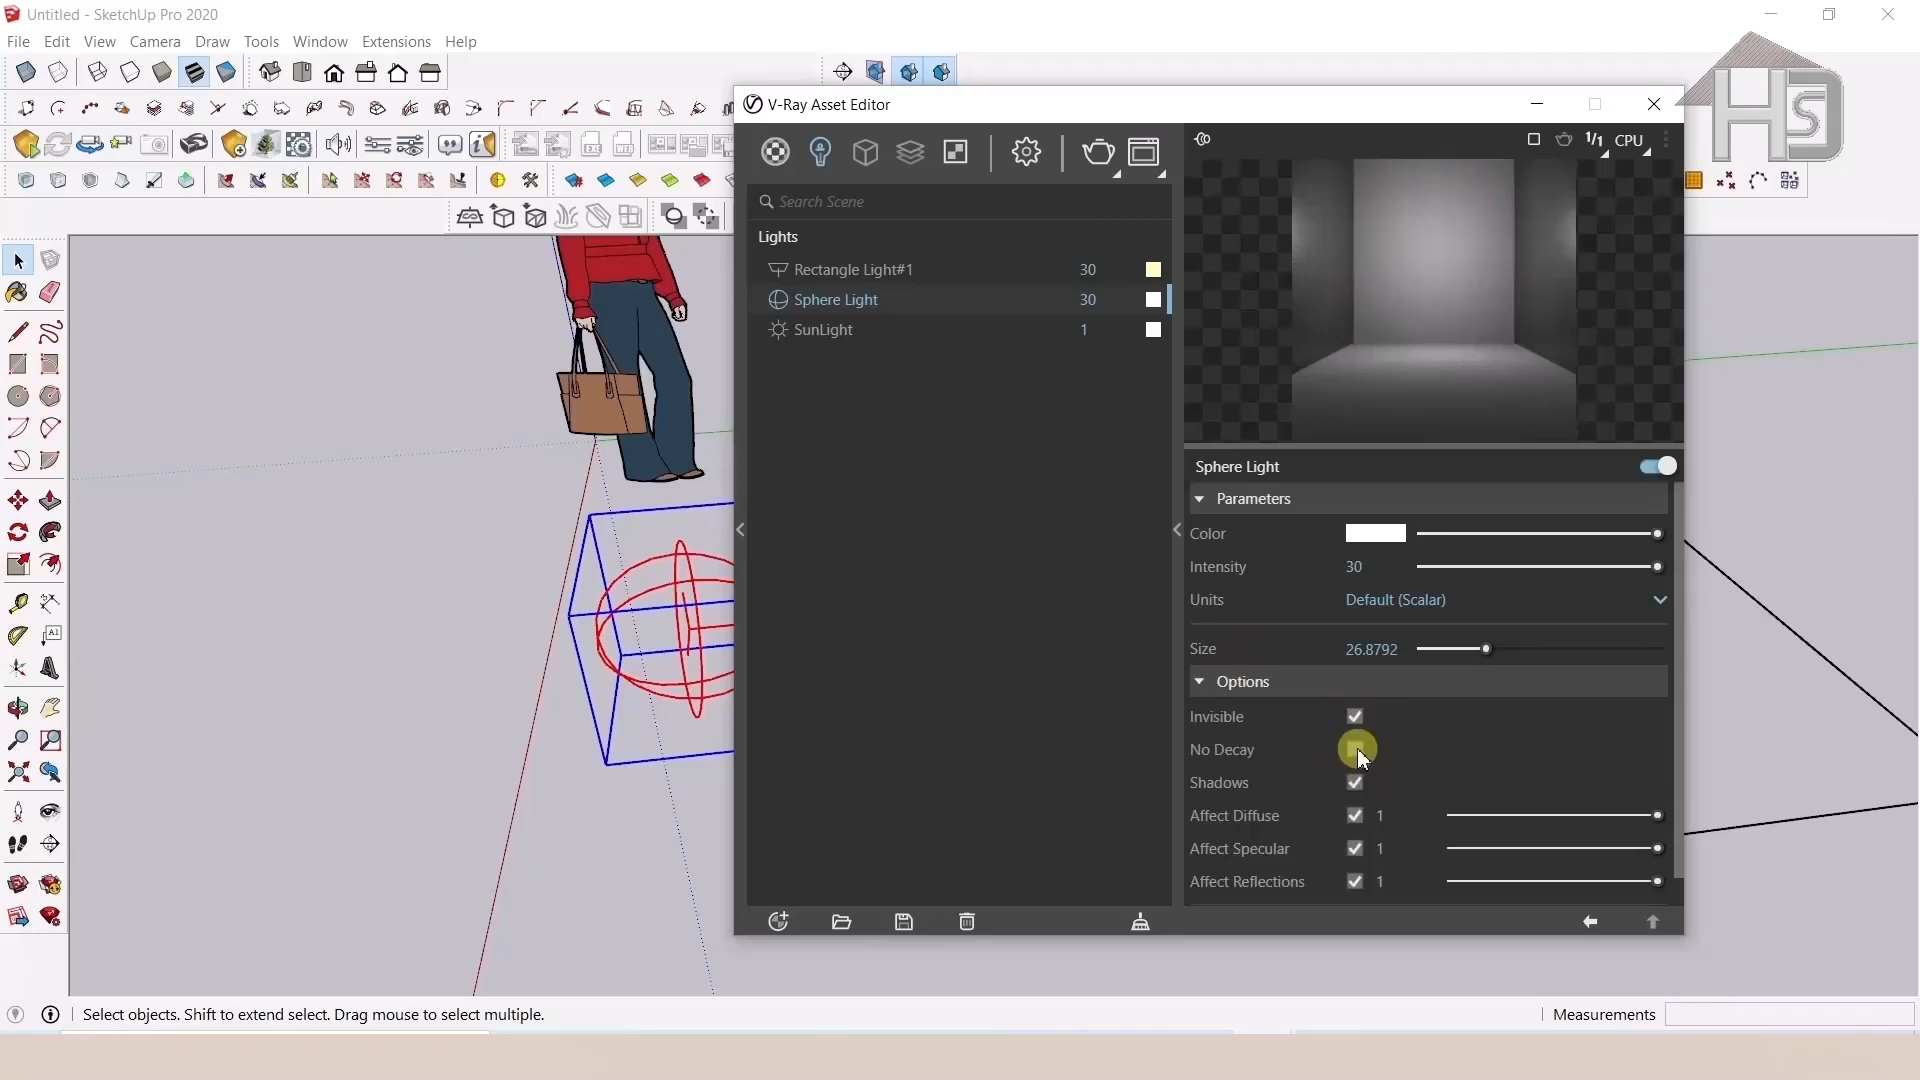 Untitled - SketchUp Pro 2020
File Edit View Camera Draw Tools Window Extensions Help
V-Ray Asset Editor
HSD
1/1 CPU
Search Scene
Lights
Rectangle Light#1 30
Sphere Light 30
SunLight 1
Sphere Light
Parameters
Color
Intensity 30
Units Default (Scalar)
Size 26.8792
Options
Invisible
No Decay
Shadows
Affect Diffuse 1
Affect Specular 1
Affect Reflections 1
Select objects. Shift to extend select. Drag mouse to select multiple.
Measurements